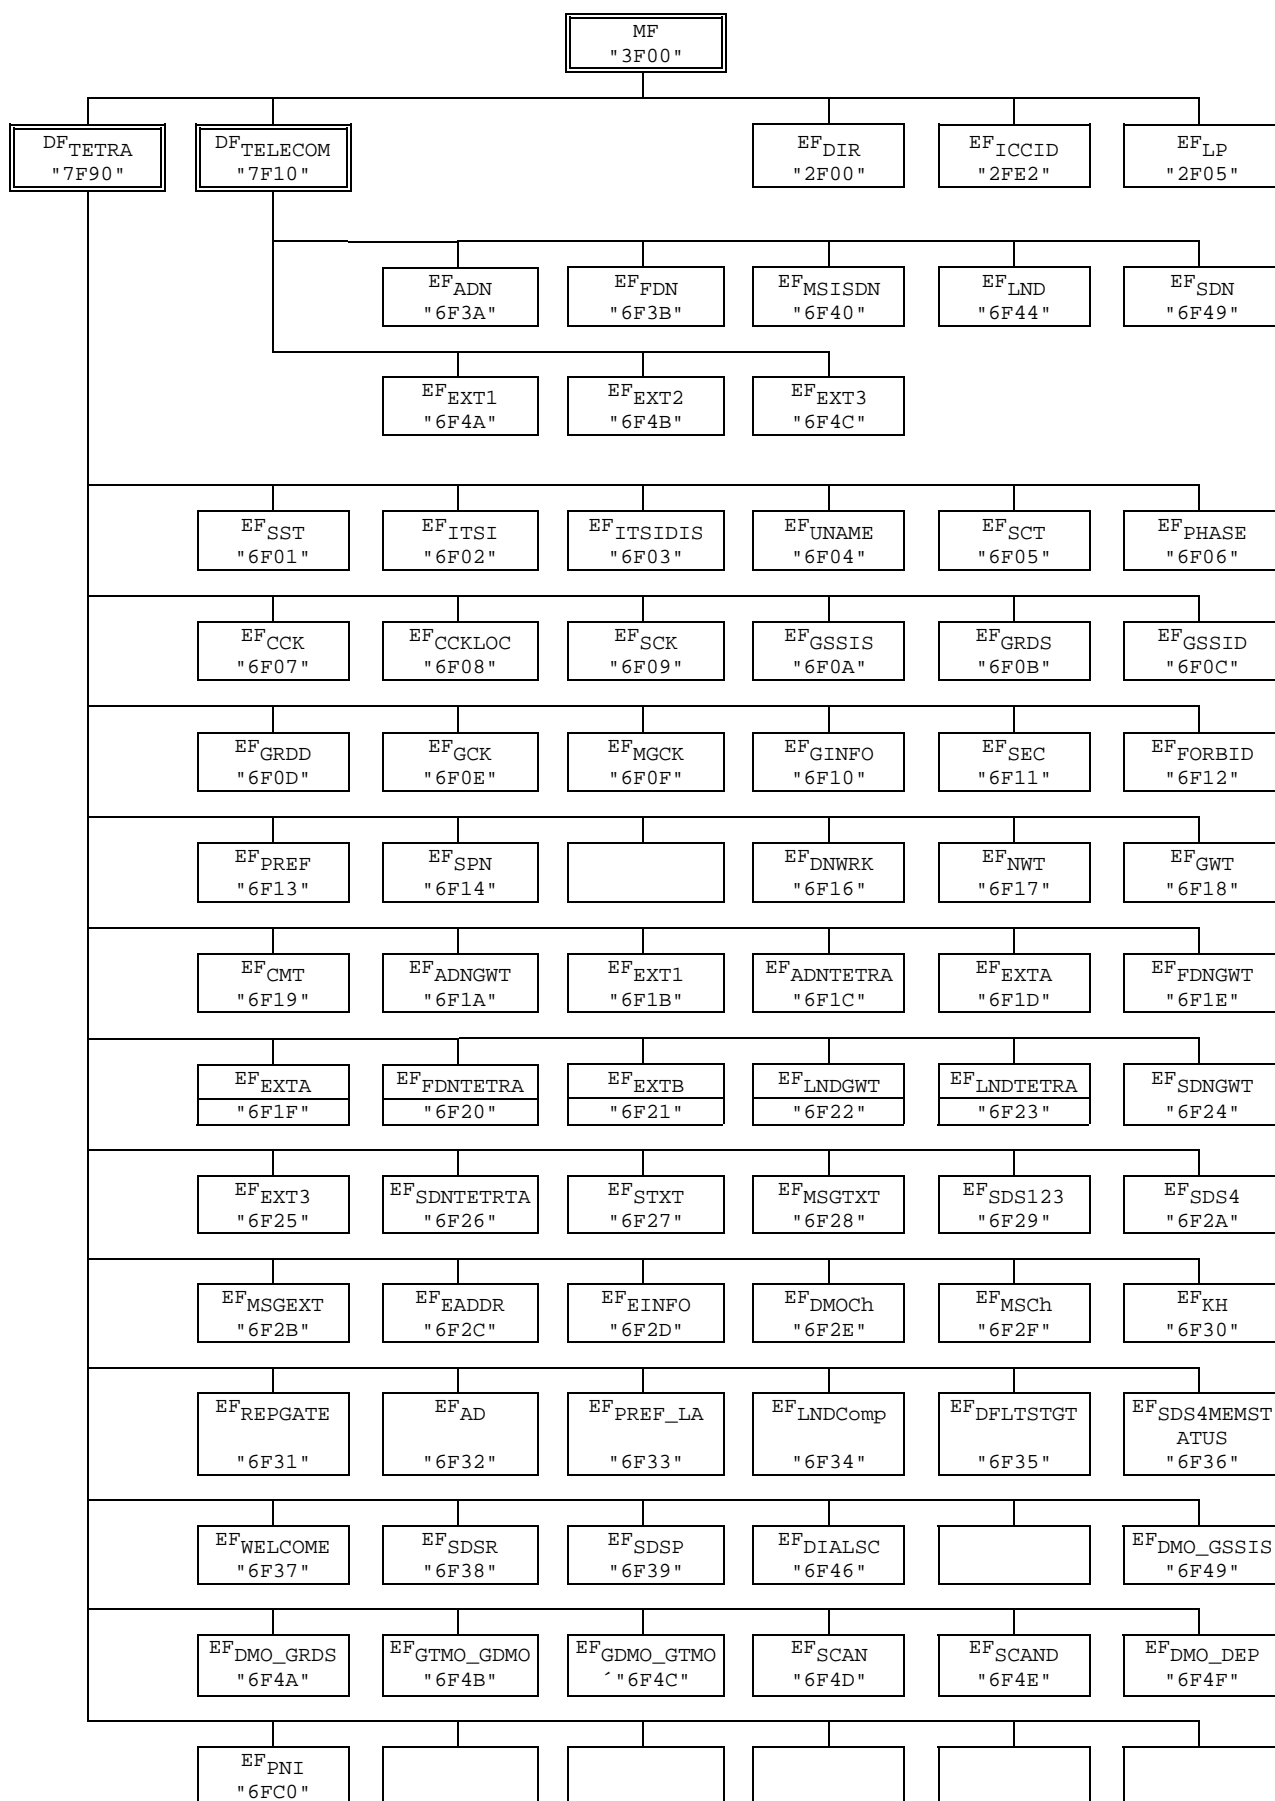 MF
"3F00"
DFTETRA DFTELECOM EFDIR EFICCID EFLP
"7F90" "7F10" "2F00" "2FE2" "2F05"
EFADN EFFDN EFMSISDN EFLND EFSDN
"6F3A" "6F3B" "6F40" "6F44" "6F49"
EFEXT1 EFEXT2 EFEXT3
"6F4A" "6F4B" "6F4C"
EFSST EFITSI EFITSIDIS EFUNAME EFSCT EFPHASE
"6F01" "6F02" "6F03" "6F04" "6F05" "6F06"
EFCCK EFCCKLOC EFSCK EFGSSIS EFGRDS EFGSSID
"6F07" "6F08" "6F09" "6F0A" "6F0B" "6F0C"
EFGRDD EFGCK EFMGCK EFGINFO EFSEC EFFORBID
"6F0D" "6F0E" "6F0F" "6F10" "6F11" "6F12"
EFPREF EFSPN EFDNWRK EFNWT EFGWT
"6F13" "6F14" "6F16" "6F17" "6F18"
EFCMT EFADNGWT EFEXT1 EFADNTETRA EFEXTA EFFDNGWT
"6F19" "6F1A" "6F1B" "6F1C" "6F1D" "6F1E"
EFEXTA EFFDNTETRA EFEXTB EFLNDGWT EFLNDTETRA EFSDNGWT
"6F1F" "6F20" "6F21" "6F22" "6F23" "6F24"
EFEXT3 EFSDNTETRTA EFSTXT EFMSGTXT EFSDS123 EFSDS4
"6F25" "6F26" "6F27" "6F28" "6F29" "6F2A"
EFMSGEXT EFEADDR EFEINFO EFDMOCh EFMSCh EFKH
"6F2B" "6F2C" "6F2D" "6F2E" "6F2F" "6F30"
EFREPGATE EFAD EFPREF_LA EFLNDComp EFDFLTSTGT EFSDS4MEMST
ATUS
"6F31" "6F32" "6F33" "6F34" "6F35" "6F36"
EFWELCOME EFSDSR EFSDSP EFDIALSC EFDMO_GSSIS
"6F37" "6F38" "6F39" "6F46" "6F49"
EFDMO_GRDS EFGTMO_GDMO EFGDMO_GTMO EFSCAN EFSCAND EFDMO_DEP
"6F4A" "6F4B" ´"6F4C" "6F4D" "6F4E" "6F4F"
EFPNI
"6FC0"